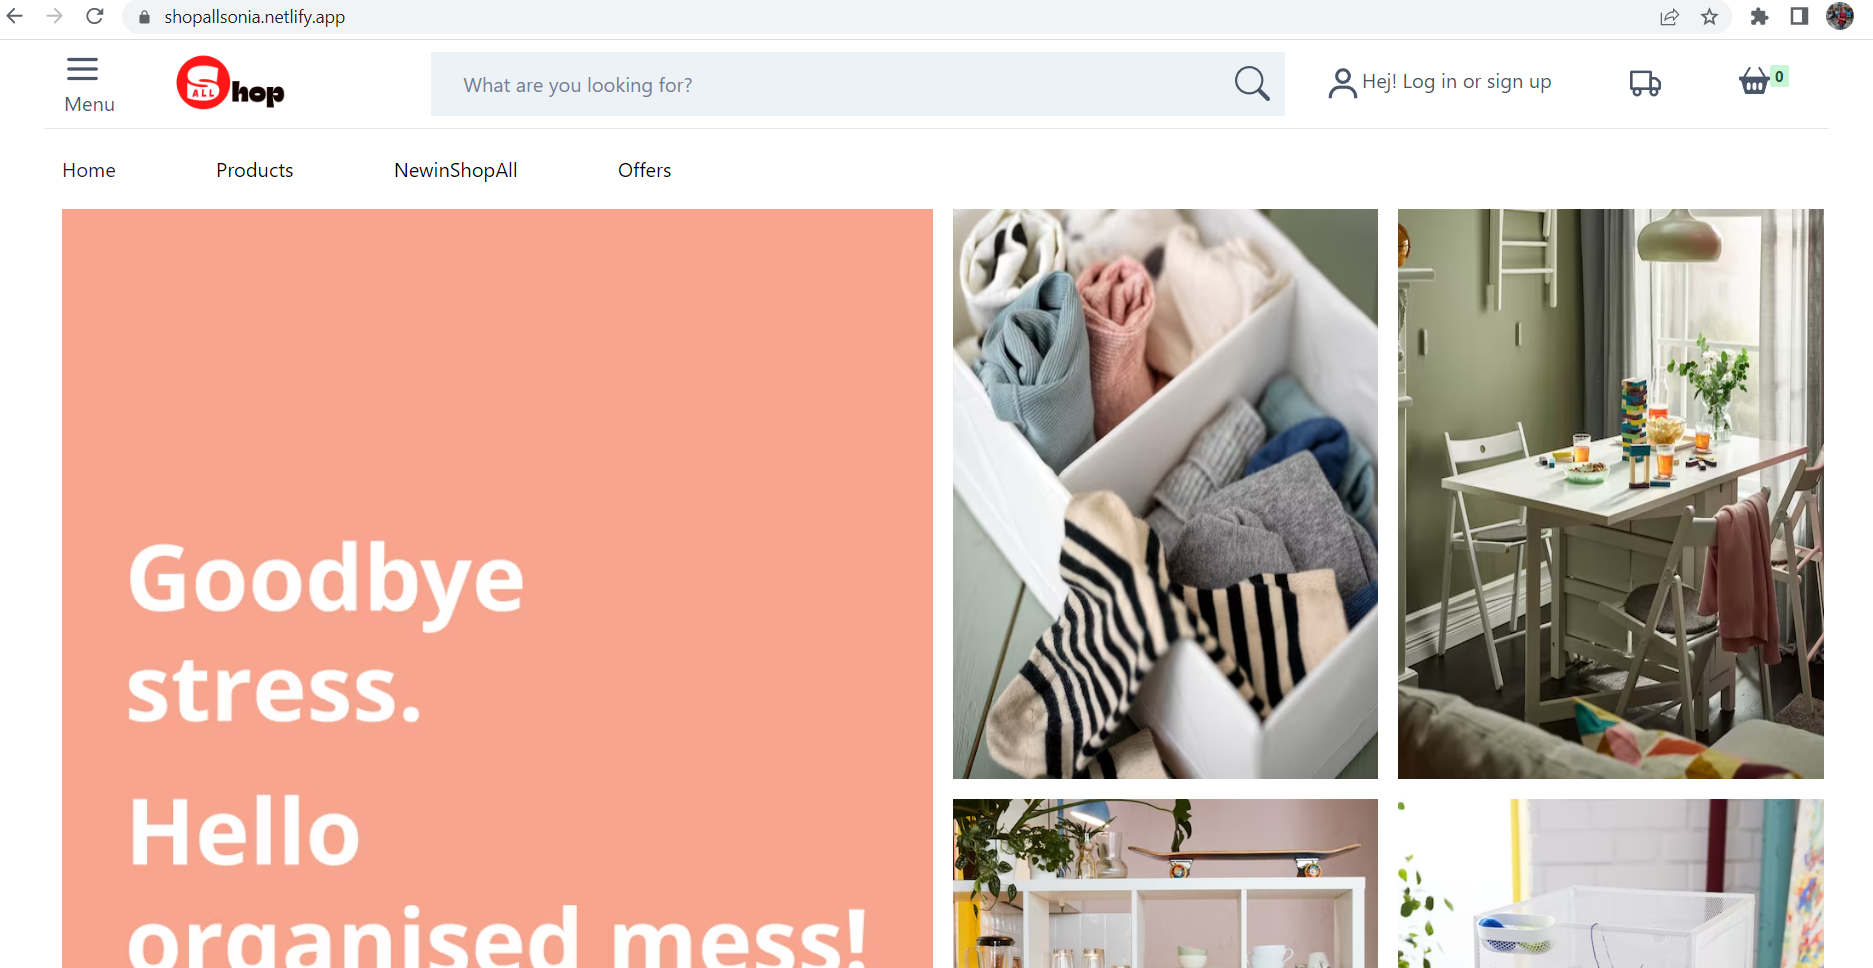 shopallsonia.netlify.app
Menu
S ALL hop
What are you looking for?
Hej! Log in or sign up
0
Home
Products
NewinShopAll
Offers
Goodbye
stress.
Hello
organised mess!